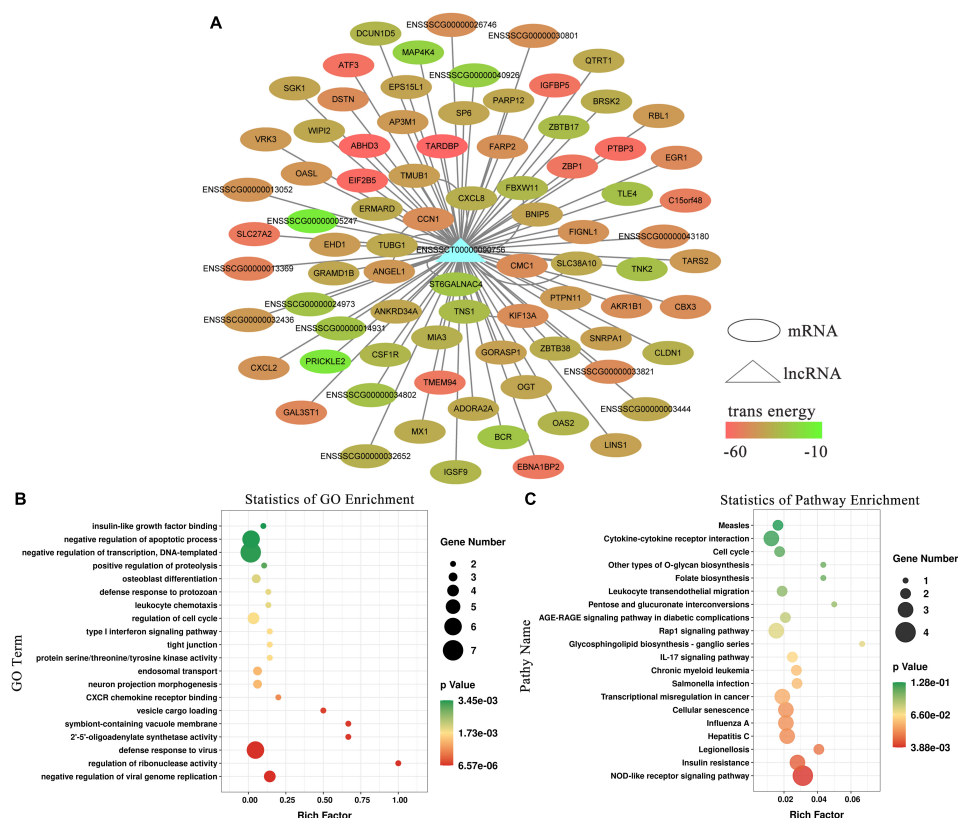 A
DCUN1D5
ENSSSCG00000026746
ENSSSCG00000030801
MAP4K4
ATF3
ENSSSCG00000040926
QTRT1
SGK1
EPS15L1
IGFBP5
DSTN
PARP12
BRSK2
SP6
WIPI2
AP3M1
ZBTB17
RBL1
VRK3
ABHD3
TARDBP
FARP2
PTBP3
EGR1
OASL
TMUB1
ZBP1
ENSSSCG00000013052
EIF2B5
FBXW11
TLE4
C15orf48
CXCL8
ERMARD
CCN1
BNIP5
ENSSSCG00000005247
SLC27A2
FIGNL1
ENSSSCG00000043180
EHD1
TUBG1
ENSSSCT00000090756
TARS2
ENSSSCG00000013369
GRAMD1B
ANGEL1
CMC1
SLC38A10
TNK2
ST6GALNAC4
ENSSSCG00000024973
PTPN11
AKR1B1
CBX3
ENSSSCG00000032436
ANKRD34A
TNS1
KIF13A
ENSSSCG00000014931
mRNA
MIA3
SNRPA1
PRICKLE2
CSF1R
GORASP1
ZBTB38
CLDN1
CXCL2
ENSSSCG00000033821
lncRNA
TMEM94
OGT
ENSSSCG00000034802
GAL3ST1
ADORA2A
ENSSSCG00000003444
trans energy
MX1
OAS2
-60 -10
BCR
LINS1
ENSSSCG00000032652
IGSF9
EBNA1BP2
B
Statistics of GO Enrichment
GO Term
insulin-like growth factor binding
negative regulation of apoptotic process
negative regulation of transcription, DNA-templated
positive regulation of proteolysis
osteoblast differentiation
defense response to protozoan
leukocyte chemotaxis
regulation of cell cycle
type I interferon signaling pathway
tight junction
protein serine/threonine/tyrosine kinase activity
endosomal transport
neuron projection morphogenesis
CXCR chemokine receptor binding
vesicle cargo loading
symbiont-containing vacuole membrane
2'-5'-oligoadenylate synthetase activity
defense response to virus
regulation of ribonuclease activity
negative regulation of viral genome replication
0.00 0.25 0.50 0.75 1.00
Rich Factor
Gene Number
2
3
4
5
6
7
p Value
3.45e-03
1.73e-03
6.57e-06
C
Statistics of Pathway Enrichment
Pathy Name
Measles
Cytokine-cytokine receptor interaction
Cell cycle
Other types of O-glycan biosynthesis
Folate biosynthesis
Leukocyte transendothelial migration
Pentose and glucuronate interconversions
AGE-RAGE signaling pathway in diabetic complications
Rap1 signaling pathway
Glycosphingolipid biosynthesis - ganglio series
IL-17 signaling pathway
Chronic myeloid leukemia
Salmonella infection
Transcriptional misregulation in cancer
Cellular senescence
Influenza A
Hepatitis C
Legionellosis
Insulin resistance
NOD-like receptor signaling pathway
0.02 0.04 0.06
Rich Factor
Gene Number
1
2
3
4
p Value
1.28e-01
6.60e-02
3.88e-03